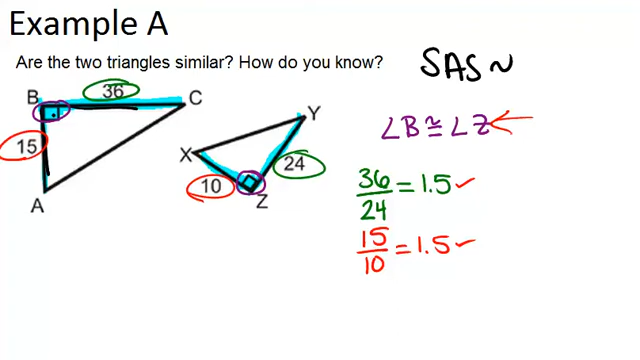 Example A
Are the two triangles similar? How do you know?
SAS ~
B 36 C
15
A
Y
X
24
10
Z
∠B ≅ ∠Z
36/24 = 1.5 ✓
15/10 = 1.5 ✓